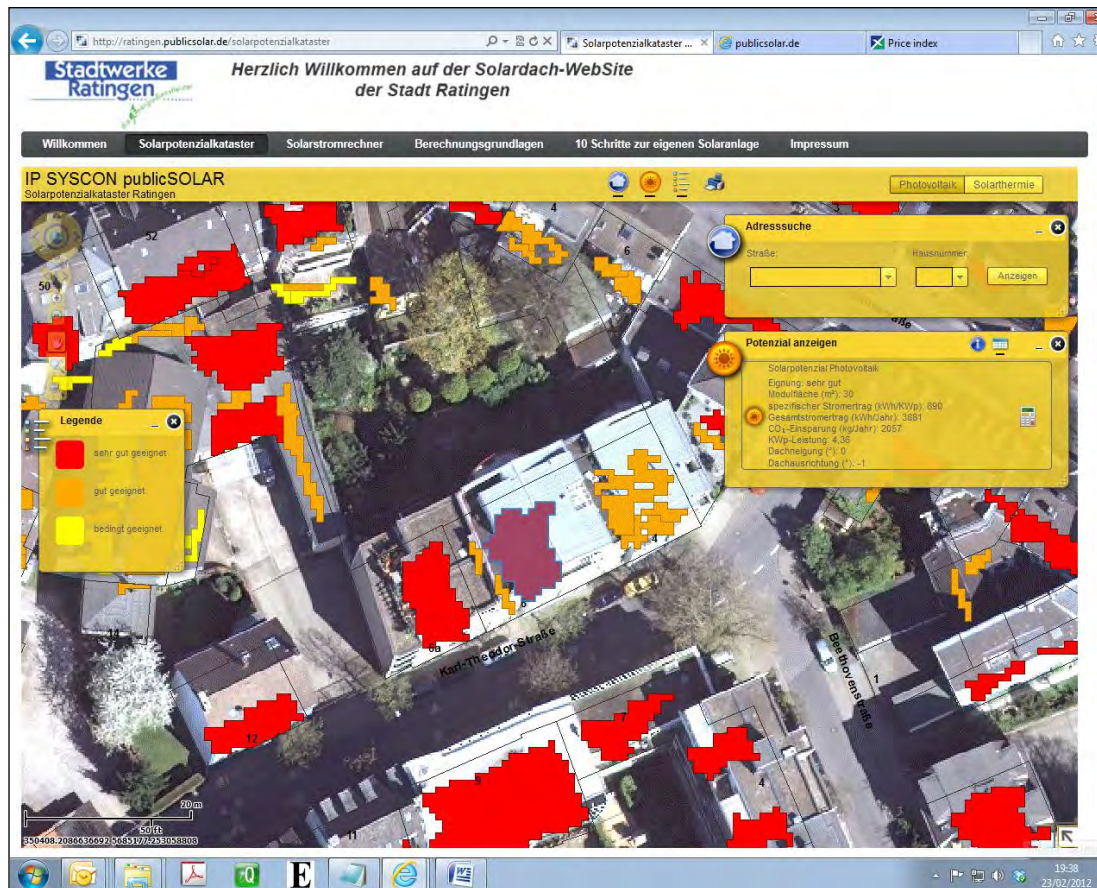 http://ratingen.publicsolar.de/solarpotenzialkataster
Solarpotenzialkataster ...
publicsolar.de
Price index
Stadtwerke
Ratingen
Herzlich Willkommen auf der Solardach-WebSite
der Stadt Ratingen
Willkommen
Solarpotenzialkataster
Solarstromrechner
Berechnungsgrundlagen
10 Schritte zur eigenen Solaranlage
Impressum
IP SYSCON publicSOLAR
Solarpotenzialkataster Ratingen
Photovoltaik
Solarthermie
Adresssuche
Straße:
Hausnummer:
Anzeigen
Potenzial anzeigen
Solarpotenzial Photovoltaik
Eignung: sehr gut
Modulfläche (m²): 30
spezifischer Stromertrag (kWh/KWp): 890
Gesamtstromertrag (kWh/Jahr): 3881
CO₂-Einsparung (kg/Jahr): 2057
KWp-Leistung: 4,36
Dachneigung (°): 0
Dachausrichtung (°): -1
Legende
sehr gut geeignet
gut geeignet
bedingt geeignet
52
50
4
6
14
6a
Karl-Theodor-Straße
Beethovenstraße
1
12
7
9
4
11
20 m
50 ft
19:38
23/02/2012